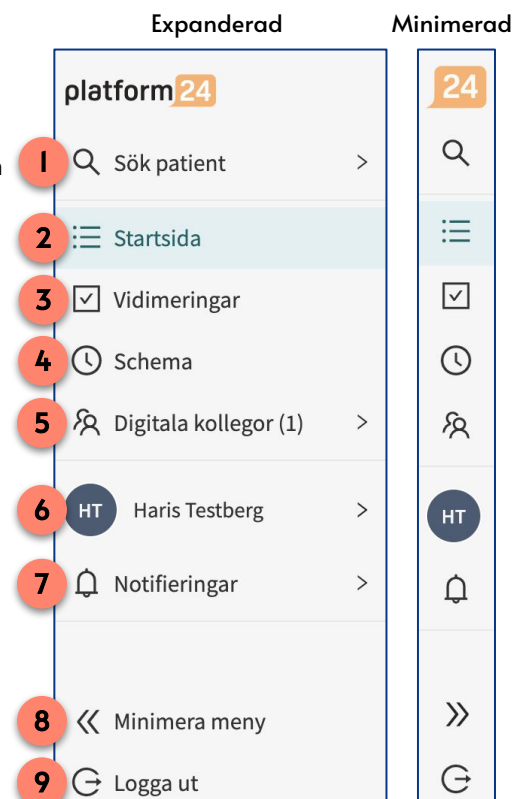 Expanderad
Minimerad
platform24
24
1 Sök patient
2 Startsida
3 Vidimeringar
4 Schema
5 Digitala kollegor (1)
6 HT Haris Testberg
HT
7 Notifieringar
8 Minimera meny
9 Logga ut